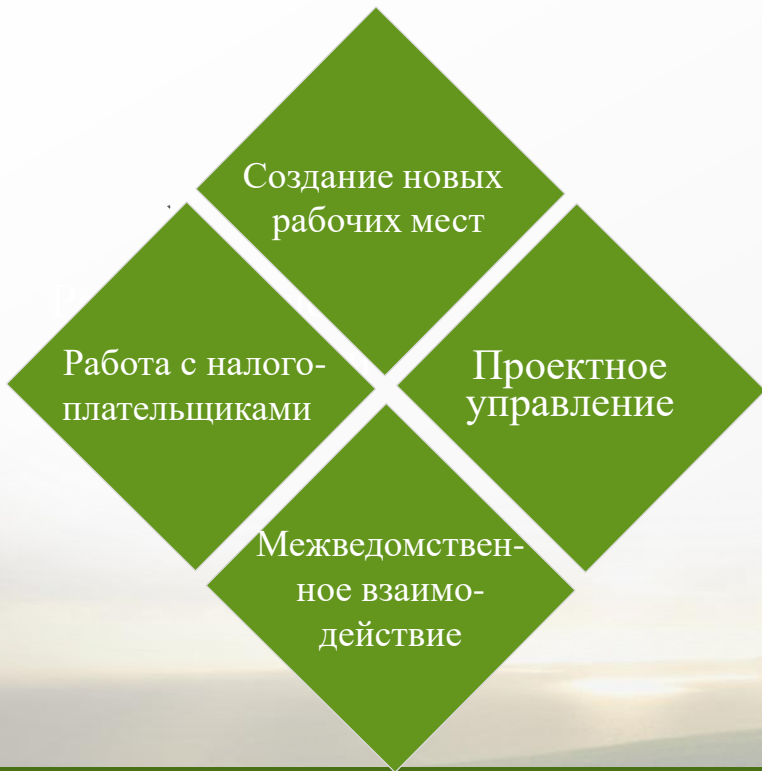 Создание новых
рабочих мест
Работа с налого-
плательщиками
Проектное
управление
Межведомствен-
ное взаимо-
действие